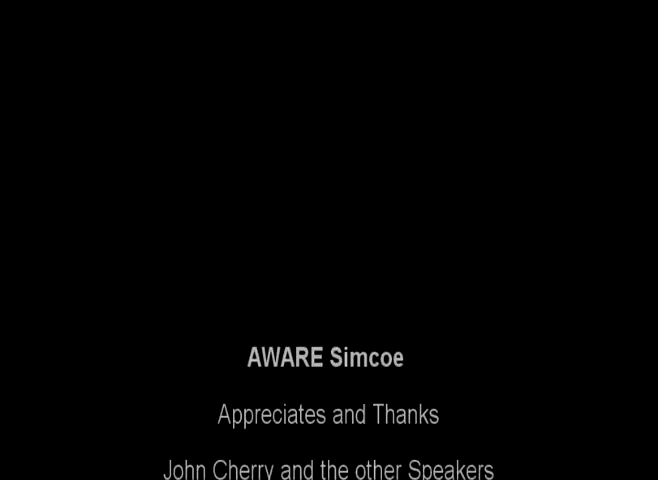 AWARE Simcoe
Appreciates and Thanks
John Cherry and the other Speakers